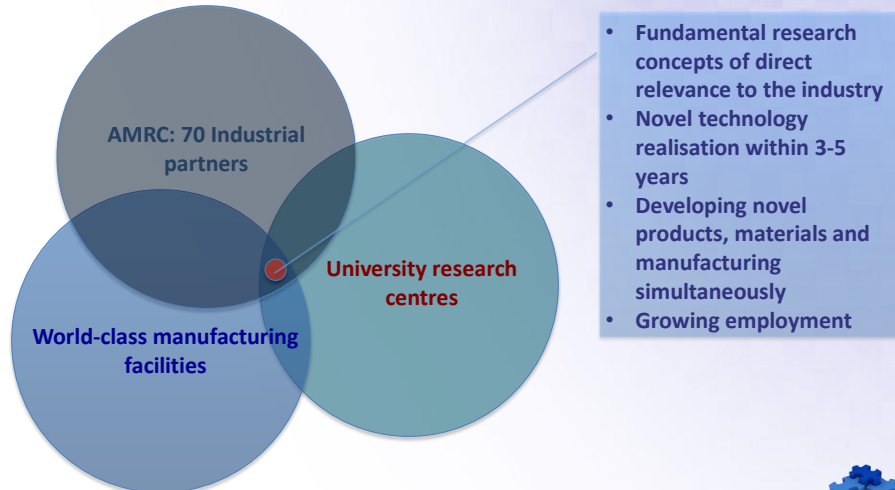 AMRC: 70 Industrial
partners
University research
centres
World-class manufacturing
facilities
• Fundamental research
concepts of direct
relevance to the industry
• Novel technology
realisation within 3-5
years
• Developing novel
products, materials and
manufacturing
simultaneously
• Growing employment